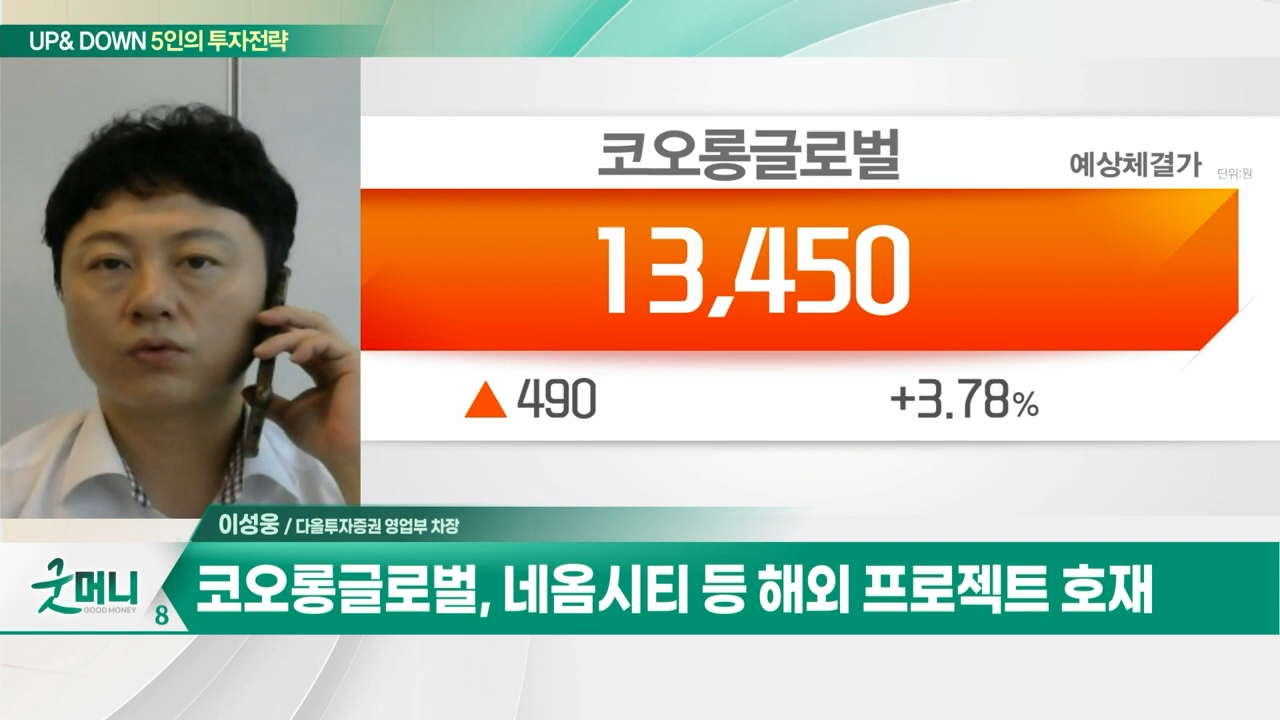 UP& DOWN 5인의 투자전략
코오롱글로벌
예상체결가 단위:원
13,450
▲ 490 +3.78%
이성웅 / 다올투자증권 영업부 차장
굿머니
GOOD MONEY
8
코오롱글로벌, 네옴시티 등 해외 프로젝트 호재